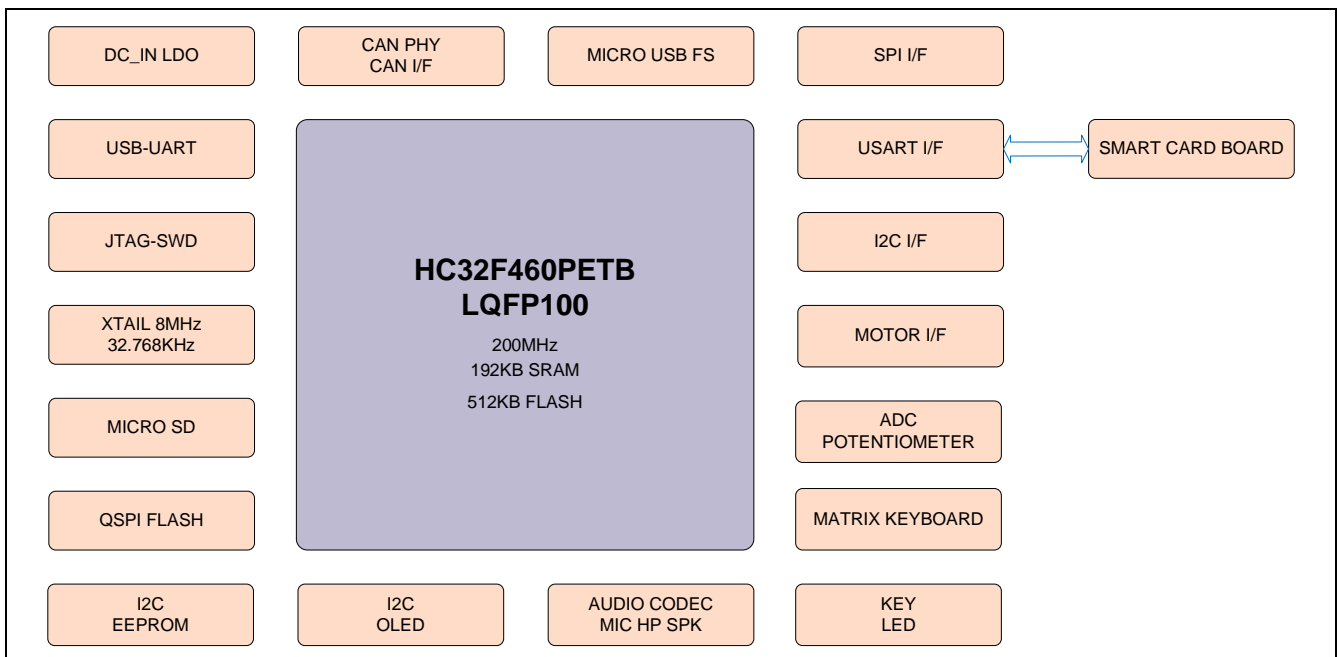 DC_IN LDO
CAN PHY
CAN I/F
MICRO USB FS
SPI I/F
USB-UART
USART I/F
SMART CARD BOARD
JTAG-SWD
I2C I/F
HC32F460PETB
LQFP100
200MHz
192KB SRAM
512KB FLASH
XTAIL 8MHz
32.768KHz
MOTOR I/F
MICRO SD
ADC
POTENTIOMETER
QSPI FLASH
MATRIX KEYBOARD
I2C
EEPROM
I2C
OLED
AUDIO CODEC
MIC HP SPK
KEY
LED